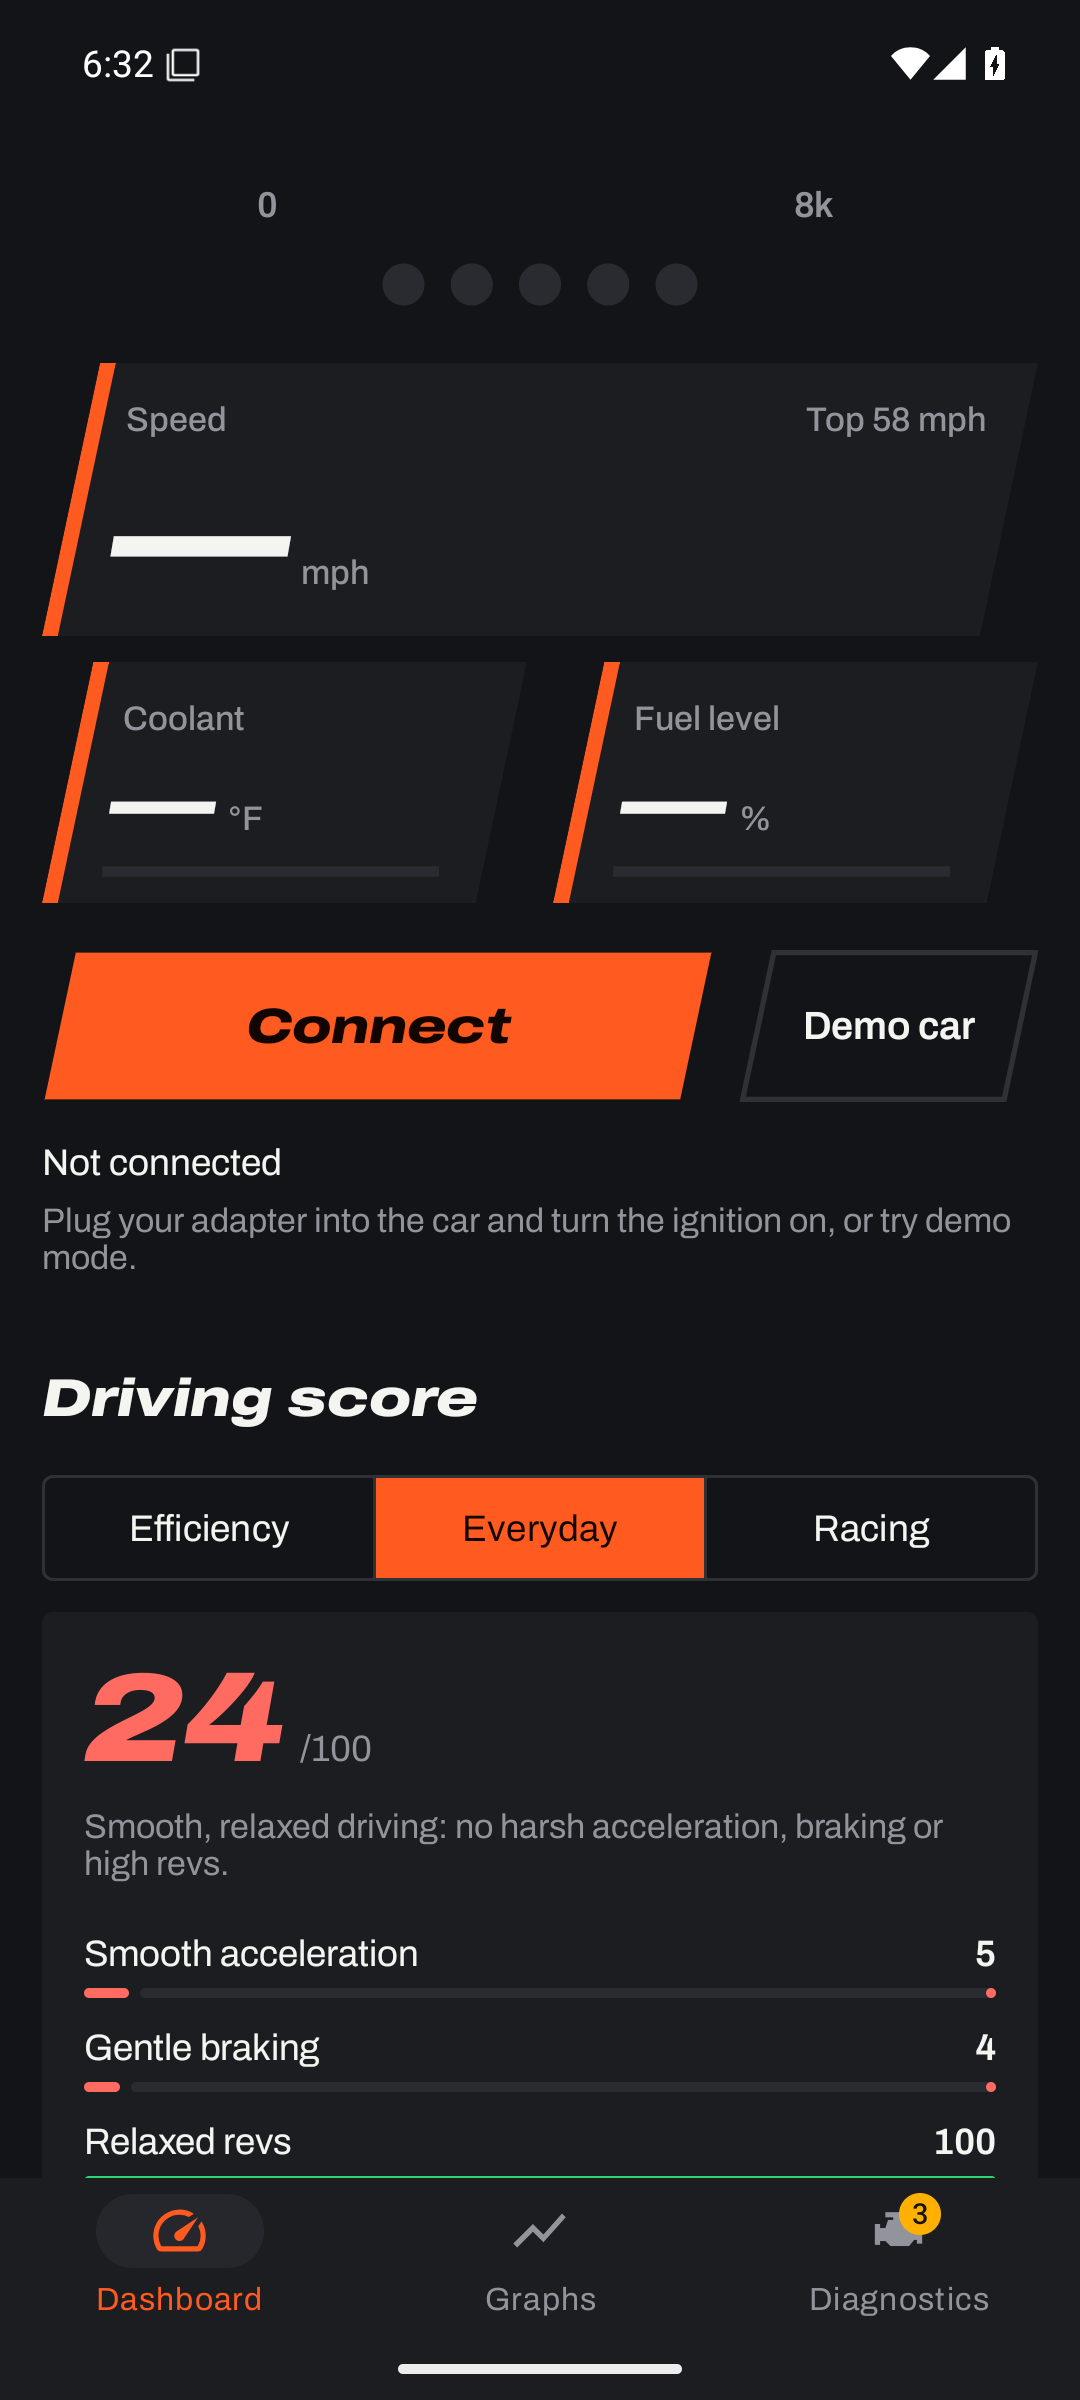 6:32
0 8k
Speed Top 58 mph
mph
Coolant Fuel level
°F %
Connect Demo car
Not connected
Plug your adapter into the car and turn the ignition on, or try demo
mode.
Driving score
Efficiency Everyday Racing
24 /100
Smooth, relaxed driving: no harsh acceleration, braking or
high revs.
Smooth acceleration 5
Gentle braking 4
Relaxed revs 100
3
Dashboard Graphs Diagnostics